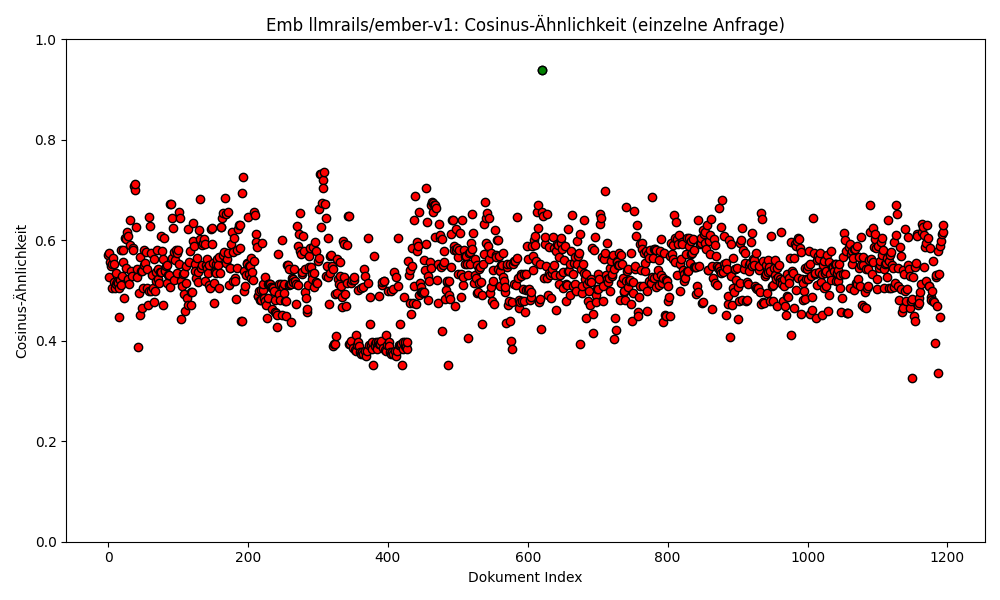 Emb llmrails/ember-v1: Cosinus-Ähnlichkeit (einzelne Anfrage)
1.0
0.8
0.6
0.4
0.2
0.0
Cosinus-Ähnlichkeit
0 200 400 600 800 1000 1200
Dokument Index